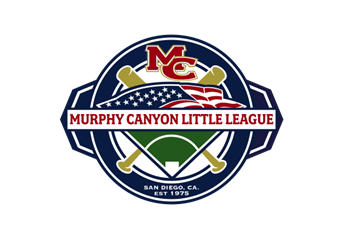 MC
MURPHY CANYON LITTLE LEAGUE
SAN DIEGO, CA.
EST 1975